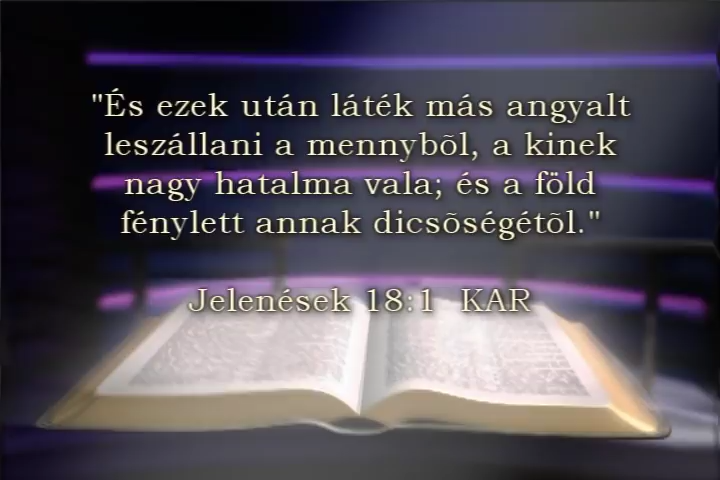 "És ezek után láték más angyalt
leszállani a mennybõl, a kinek
nagy hatalma vala; és a föld
fénylett annak dicsõségétõl."
Jelenések 18:1 KAR